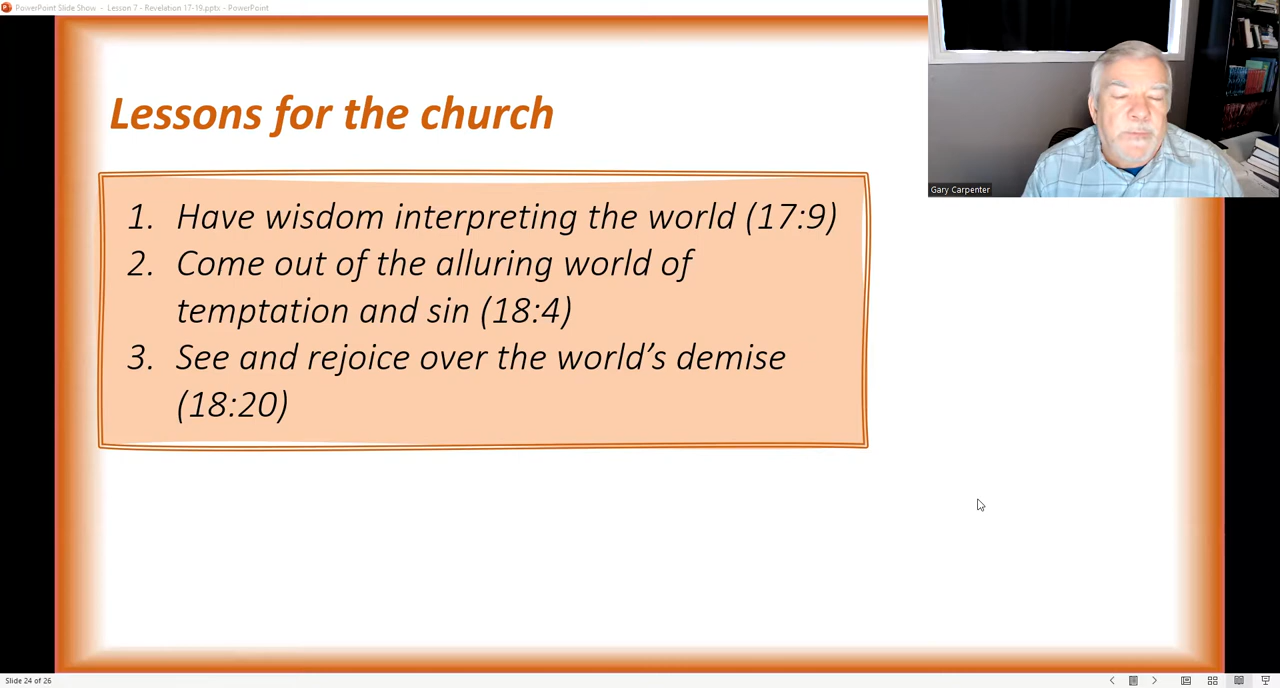 PowerPoint Slide Show - Lesson 7 - Revelation 17-19.pptx - PowerPoint
Lessons for the church
1. Have wisdom interpreting the world (17:9)
2. Come out of the alluring world of
temptation and sin (18:4)
3. See and rejoice over the world’s demise
(18:20)
Gary Carpenter
Slide 24 of 26